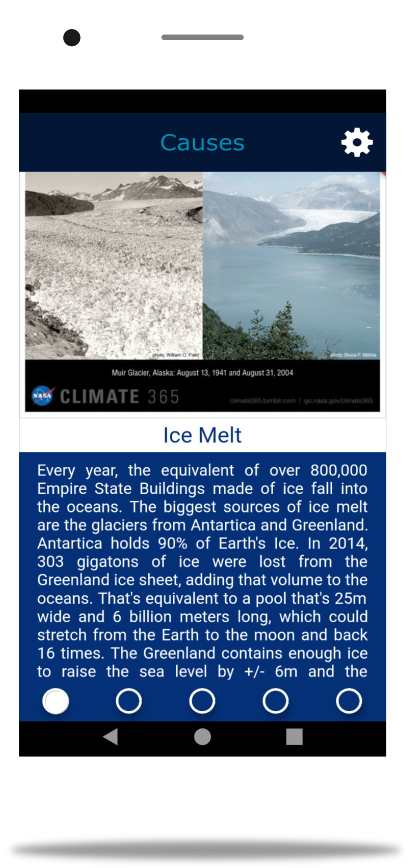 Causes
photo: William O. Field
photo: Bruce F. Molnia
Muir Glacier, Alaska: August 13, 1941 and August 31, 2004
NASA CLIMATE 365
climate365.tumblr.com | go.nasa.gov/climate365
Ice Melt
Every year, the equivalent of over 800,000
Empire State Buildings made of ice fall into
the oceans. The biggest sources of ice melt
are the glaciers from Antartica and Greenland.
Antartica holds 90% of Earth's Ice. In 2014,
303 gigatons of ice were lost from the
Greenland ice sheet, adding that volume to the
oceans. That's equivalent to a pool that's 25m
wide and 6 billion meters long, which could
stretch from the Earth to the moon and back
16 times. The Greenland contains enough ice
to raise the sea level by +/- 6m and the